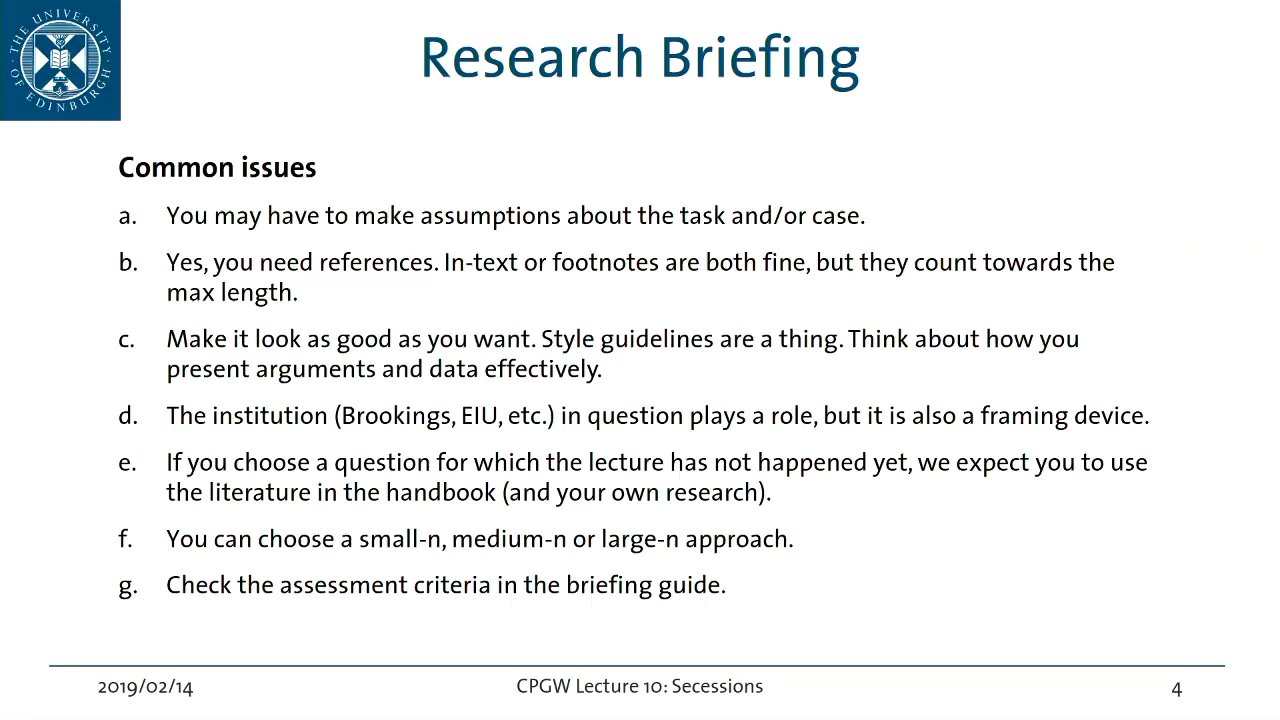 THE UNIVERSITY OF EDINBURGH
Research Briefing
Common issues
a. You may have to make assumptions about the task and/or case.
b. Yes, you need references. In-text or footnotes are both fine, but they count towards the
max length.
c. Make it look as good as you want. Style guidelines are a thing. Think about how you
present arguments and data effectively.
d. The institution (Brookings, EIU, etc.) in question plays a role, but it is also a framing device.
e. If you choose a question for which the lecture has not happened yet, we expect you to use
the literature in the handbook (and your own research).
f. You can choose a small-n, medium-n or large-n approach.
g. Check the assessment criteria in the briefing guide.
2019/02/14
CPGW Lecture 10: Secessions
4